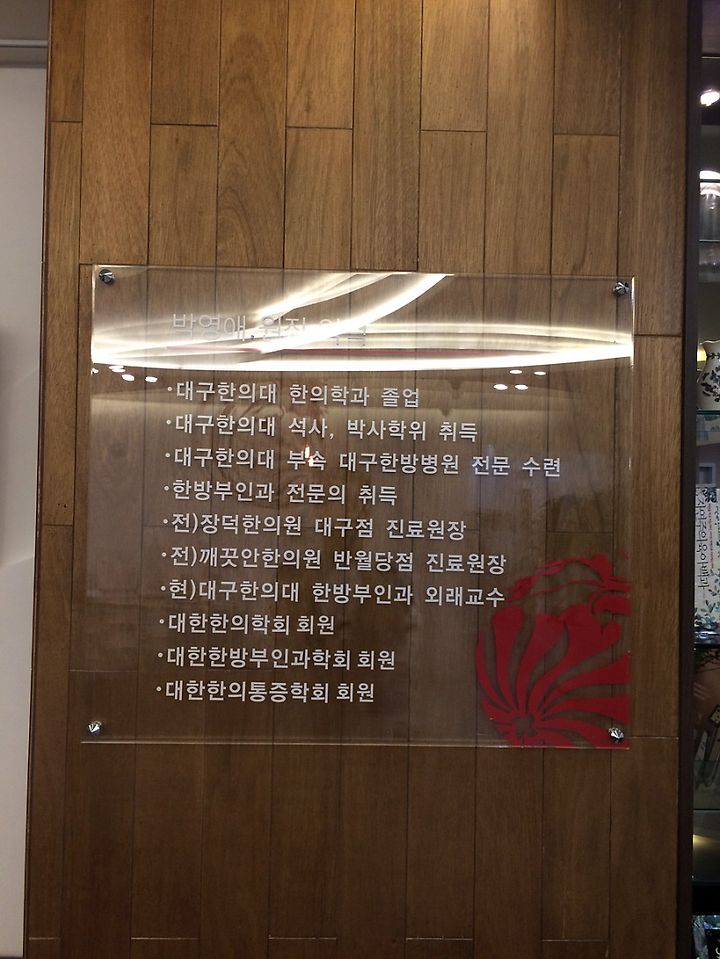 박영애 원장 약력
·대구한의대 한의학과 졸업
·대구한의대 석사, 박사학위 취득
·대구한의대 부속 대구한방병원 전문 수련
·한방부인과 전문의 취득
·전)장덕한의원 대구점 진료원장
·전)깨끗안한의원 반월당점 진료원장
·현)대구한의대 한방부인과 외래교수
·대한한의학회 회원
·대한한방부인과학회 회원
·대한한의통증학회 회원